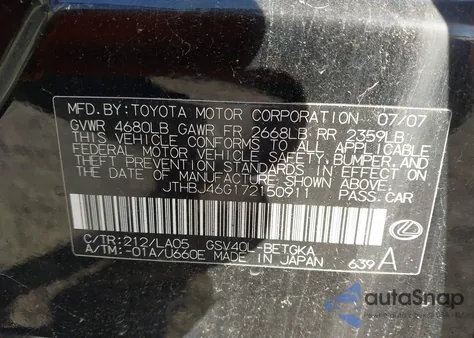 MFD. BY: TOYOTA MOTOR CORPORATION 07/07
GVWR 4680LB GAWR FR 2668LB RR 2359LB
THIS VEHICLE CONFORMS TO ALL APPLICABLE
FEDERAL MOTOR VEHICLE SAFETY, BUMPER, AND
THEFT PREVENTION STANDARDS IN EFFECT ON
THE DATE OF MANUFACTURE SHOWN ABOVE.
JTHBJ46G172150911 PASS. CAR
C/TR: 212/LA05 GSV40L-BETGKA
A/TM: -01A/U660E MADE IN JAPAN 639 A
autoSnap